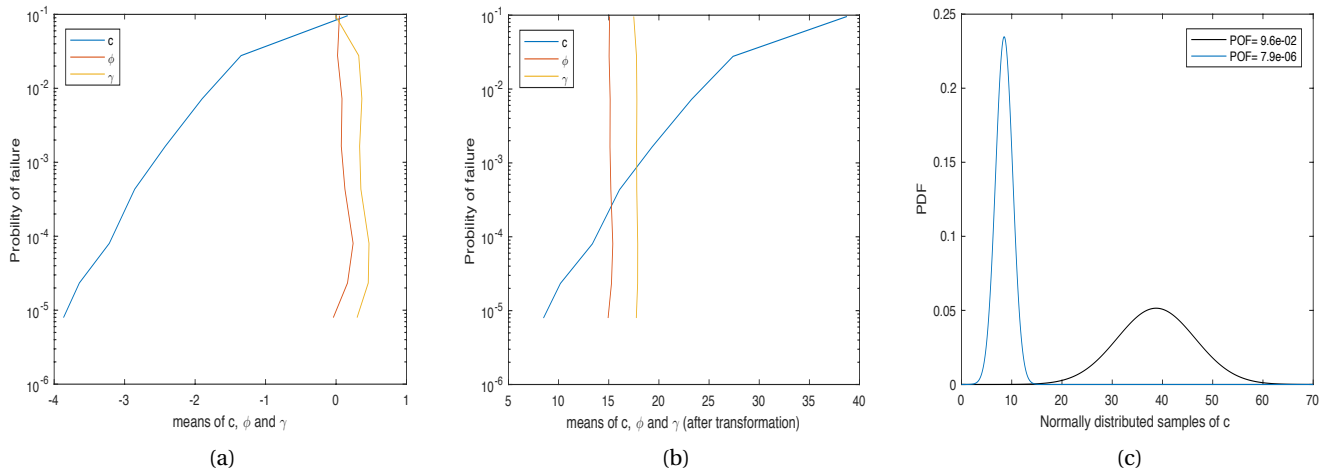 10^-1
10^-2
10^-3
10^-4
10^-5
10^-6
Probility of failure
c
ϕ
γ
-4 -3 -2 -1 0 1
means of c, ϕ and γ
(a)
10^-1
10^-2
10^-3
10^-4
10^-5
10^-6
Probility of failure
c
ϕ
γ
5 10 15 20 25 30 35 40
means of c, ϕ and γ (after transformation)
(b)
0.25
0.2
0.15
0.1
0.05
0
PDF
POF= 9.6e-02
POF= 7.9e-06
0 10 20 30 40 50 60 70
Normally distributed samples of c
(c)